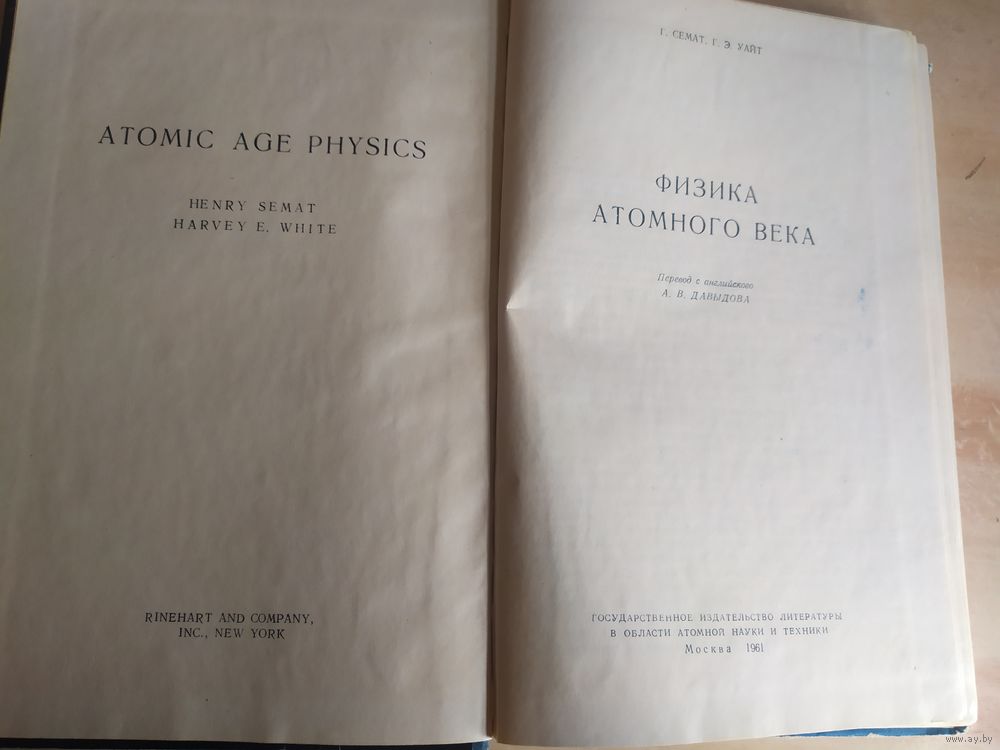 ATOMIC AGE PHYSICS
HENRY SEMAT
HARVEY E. WHITE
RINEHART AND COMPANY,
INC., NEW YORK
Г. СЕМАТ, Г. Э. УАЙТ
ФИЗИКА
АТОМНОГО ВЕКА
Перевод с английского
А. В. ДАВЫДОВА
ГОСУДАРСТВЕННОЕ ИЗДАТЕЛЬСТВО ЛИТЕРАТУРЫ
В ОБЛАСТИ АТОМНОЙ НАУКИ И ТЕХНИКИ
Москва 1961
www.ay.by